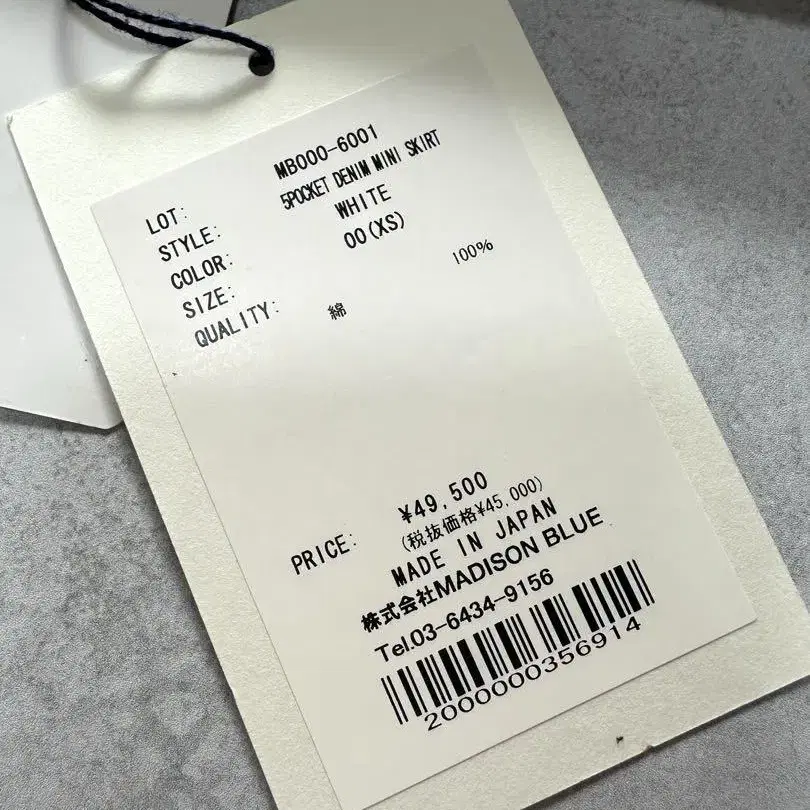 LOT: MB000-6001
STYLE: 5POCKET DENIM MINI SKIRT
COLOR: WHITE
SIZE: 00(XS)
QUALITY: 綿 100%
PRICE: ¥49,500
(税抜価格¥45,000)
MADE IN JAPAN
株式会社MADISON BLUE
Tel.03-6434-9156
2000000356914